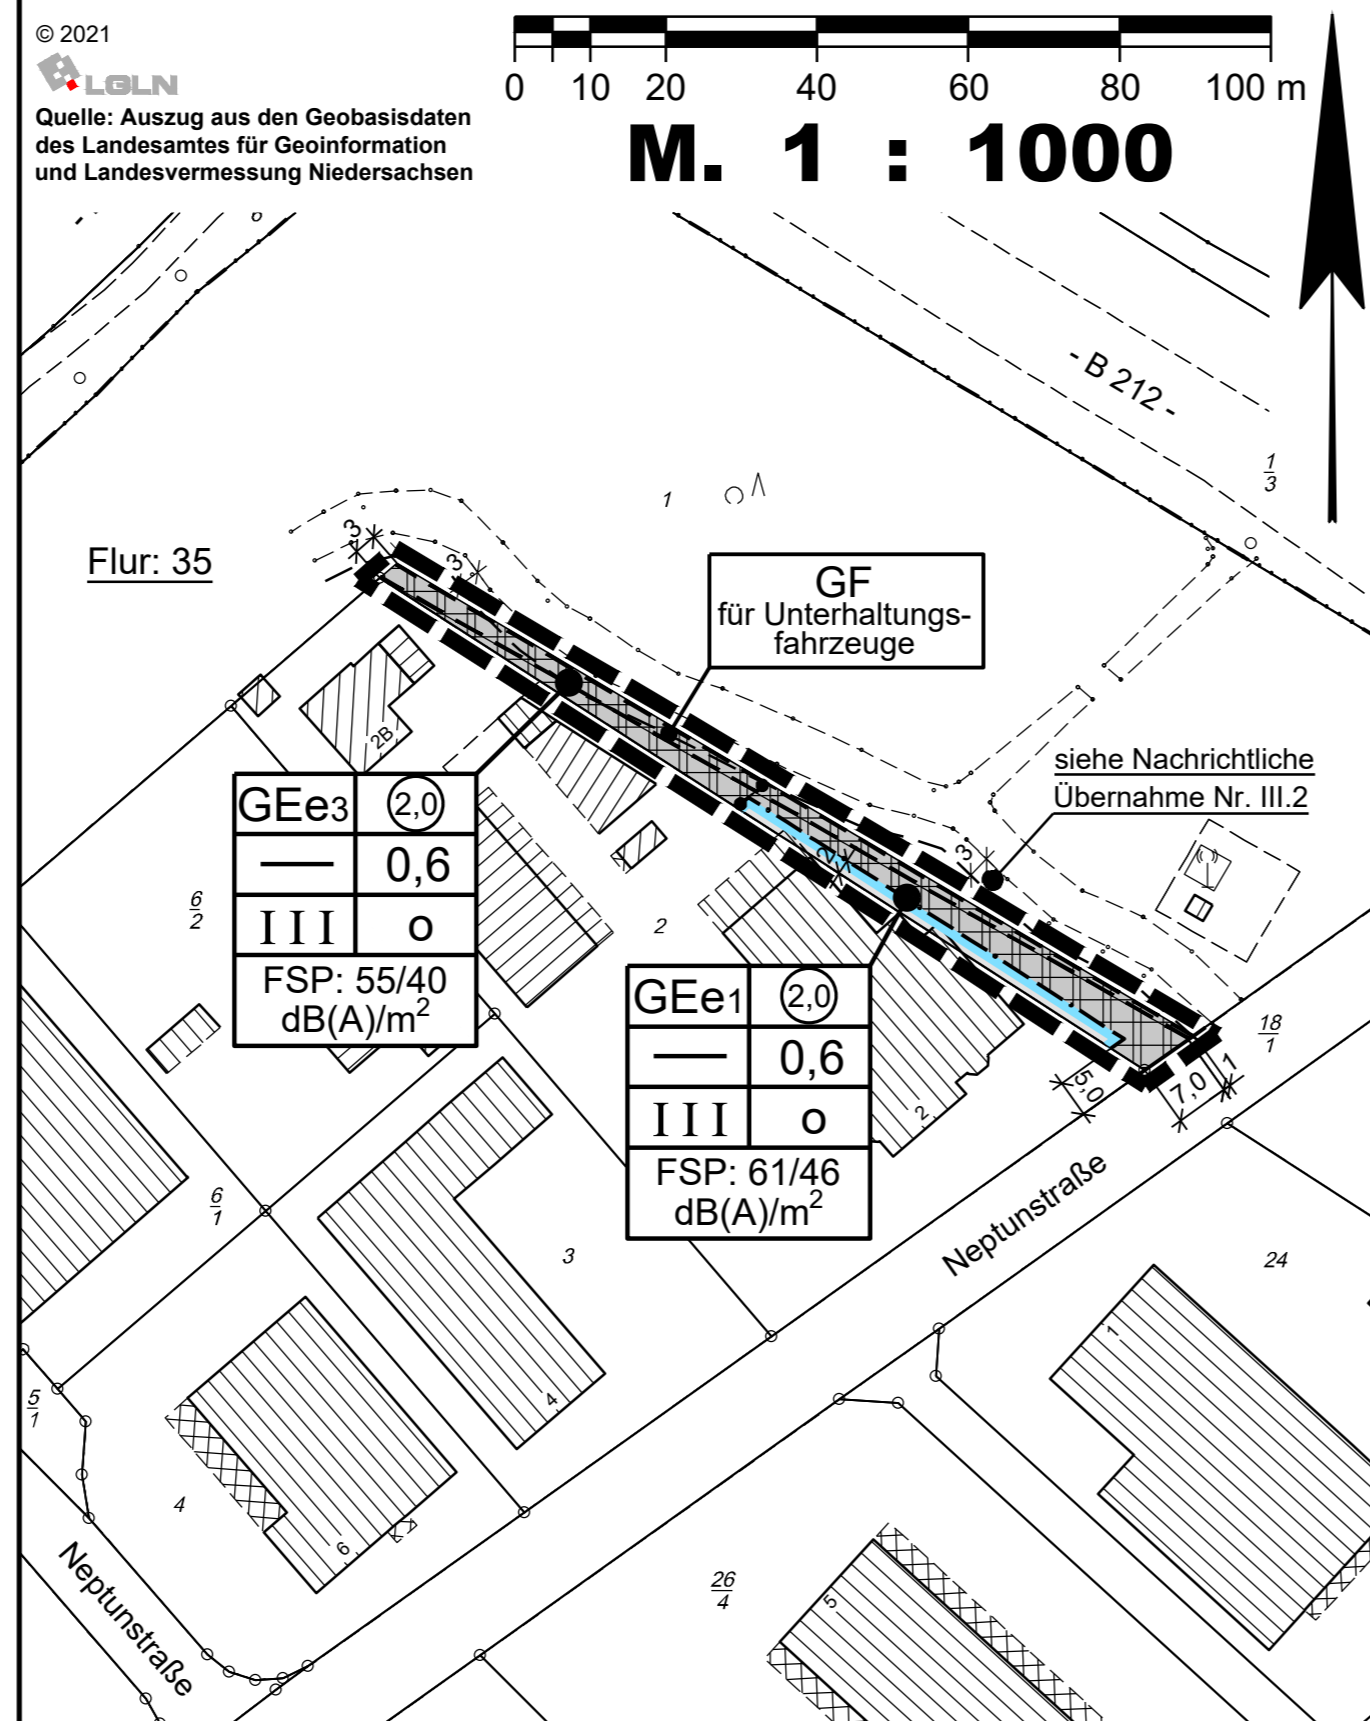 © 2021
LGLN
Quelle: Auszug aus den Geobasisdaten
des Landesamtes für Geoinformation
und Landesvermessung Niedersachsen
0 10 20 40 60 80 100 m
M. 1 : 1000
6
- B 212 -
1
3
1
Flur: 35
3
3
GF
für Unterhaltungs-
fahrzeuge
siehe Nachrichtliche
Übernahme Nr. III.2
2B
GEe3 2,0
0,6
III o
FSP: 55/40
dB(A)/m²
6
2
2
2
3
GEe1 2,0
0,6
III o
FSP: 61/46
dB(A)/m²
18
1
5,0
7,0
1
2
Neptunstraße
6
1
3
24
1
4
5
1
4
6
26
4
5
Neptunstraße